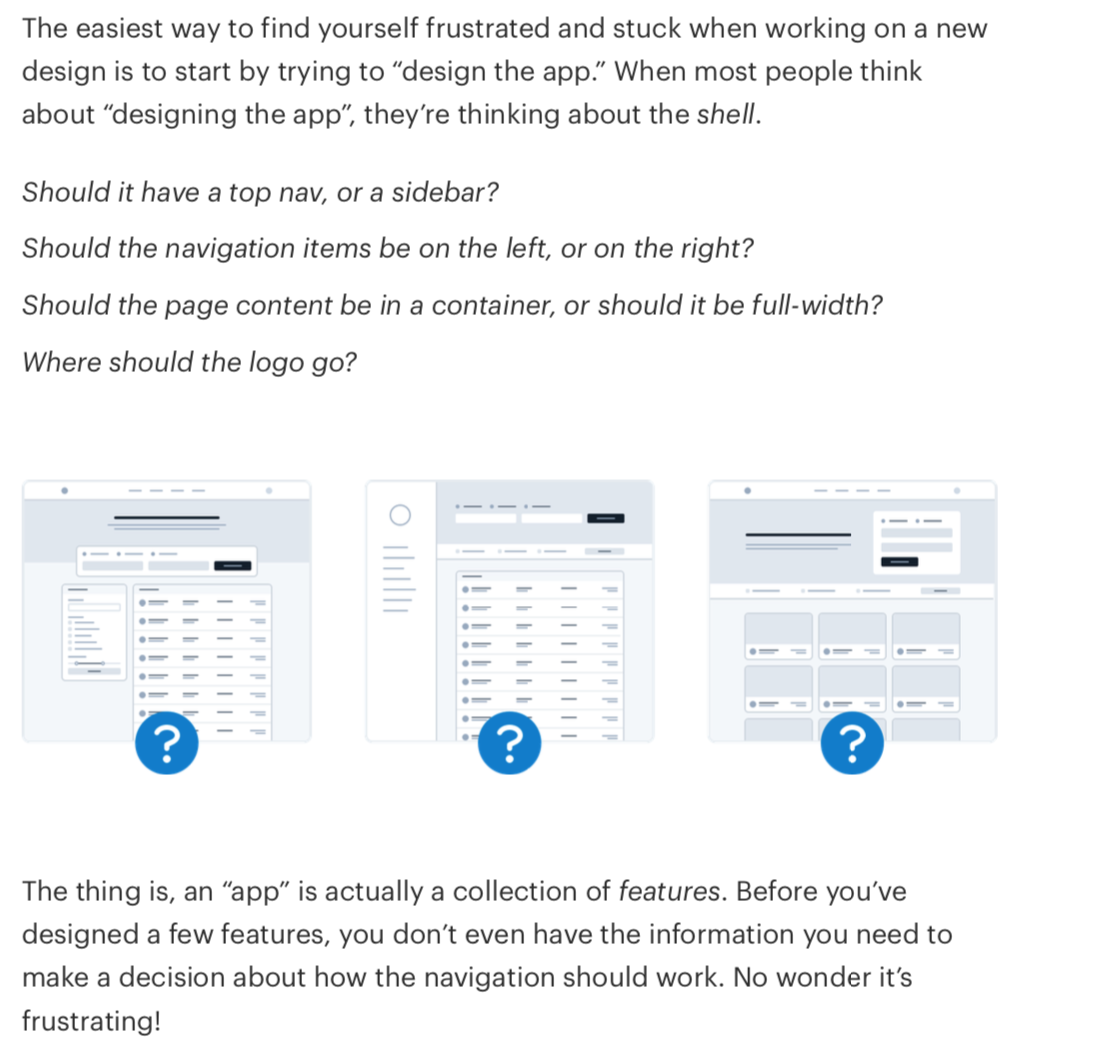 The easiest way to find yourself frustrated and stuck when working on a new
design is to start by trying to “design the app.” When most people think
about “designing the app”, they’re thinking about the shell.
Should it have a top nav, or a sidebar?
Should the navigation items be on the left, or on the right?
Should the page content be in a container, or should it be full-width?
Where should the logo go?
?
?
?
The thing is, an “app” is actually a collection of features. Before you’ve
designed a few features, you don’t even have the information you need to
make a decision about how the navigation should work. No wonder it’s
frustrating!